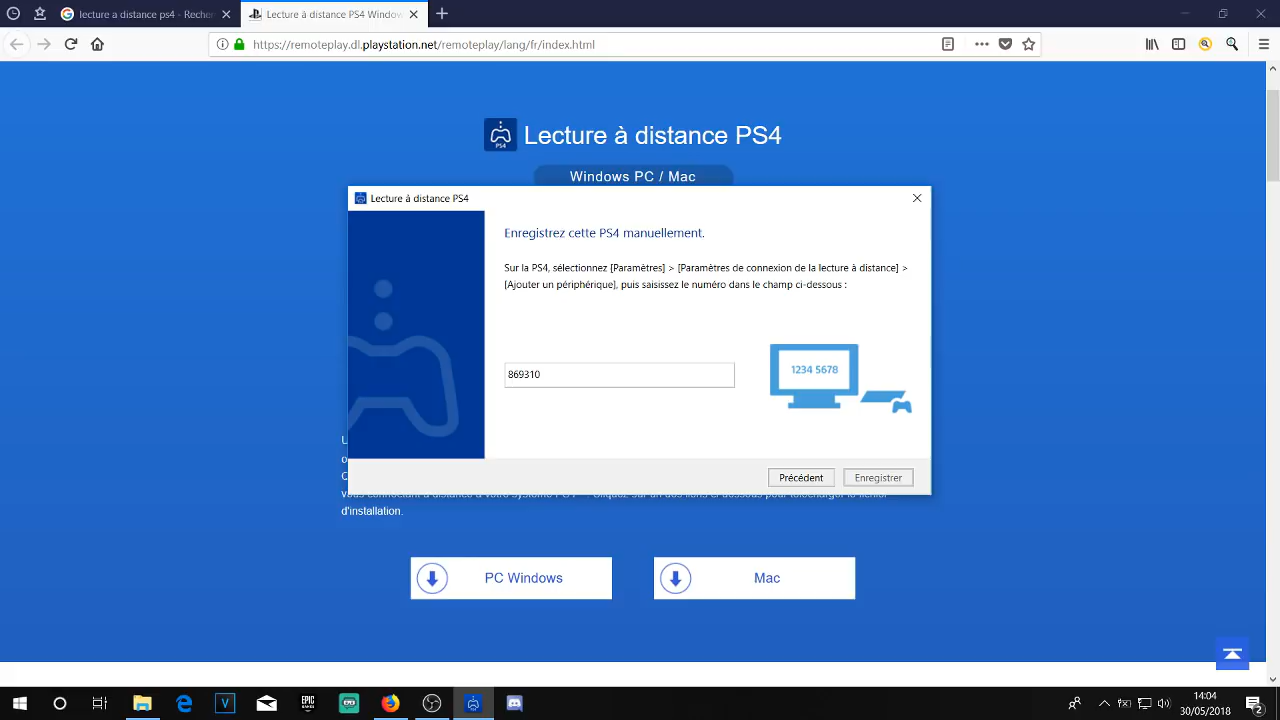 lecture a distance ps4 - Recher
Lecture à distance PS4 Window
https://remoteplay.dl.playstation.net/remoteplay/lang/fr/index.html
PS4
Lecture à distance PS4
Windows PC / Mac
Lecture à distance PS4
Enregistrez cette PS4 manuellement.
Sur la PS4, sélectionnez [Paramètres] > [Paramètres de connexion de la lecture à distance] >
[Ajouter un périphérique], puis saisissez le numéro dans le champ ci-dessous :
869310
1234 5678
Précédent
Enregistrer
d'installation.
PC Windows
Mac
EPIC
GAMES
14:04
30/05/2018
2